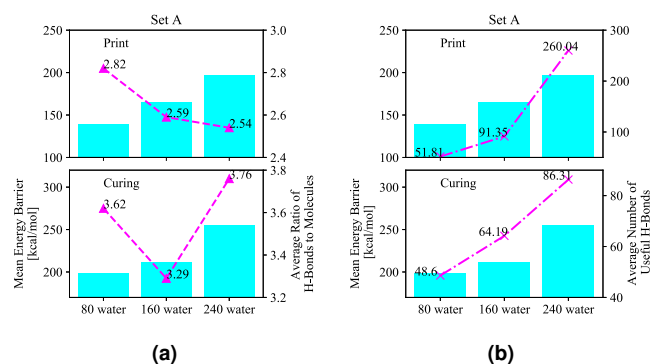 Set A
Print
250
200
150
100
3.0
2.8
2.6
2.4
2.82
2.59
2.54
Curing
300
250
200
3.8
3.6
3.4
3.2
3.62
3.29
3.76
Mean Energy Barrier
[kcal/mol]
Average Ratio of
H-Bonds to Molecules
80 water 160 water 240 water
(a)
Set A
Print
250
200
150
100
300
200
100
51.81
91.35
260.04
Curing
300
250
200
80
60
40
48.6
64.19
86.31
Mean Energy Barrier
[kcal/mol]
Average Number of
Useful H-Bonds
80 water 160 water 240 water
(b)